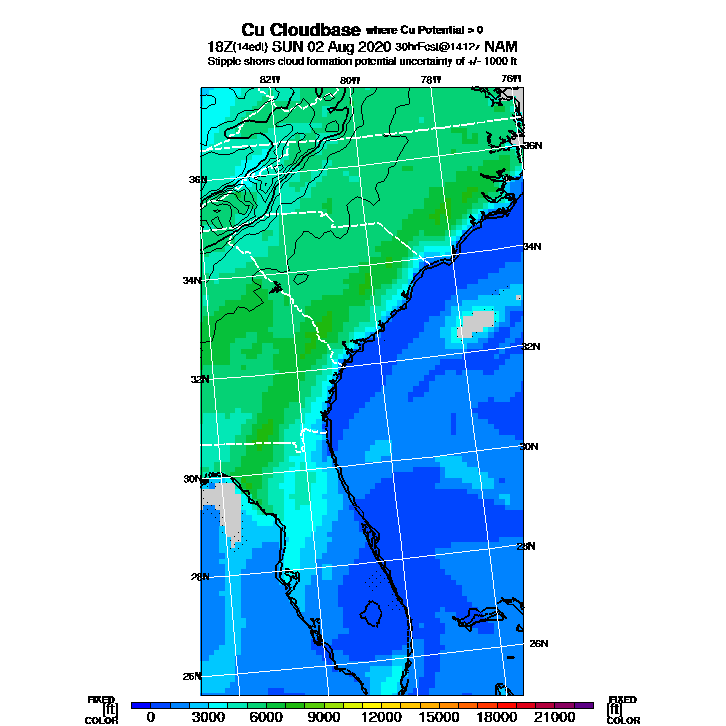 Cu Cloudbase where Cu Potential > 0
18Z(14edt) SUN 02 Aug 2020 30hrFcst@1412z NAM
Stipple shows cloud formation potential uncertainty of +/- 1000 ft
82W 80W 78W 76W
36N
36N
34N
34N
32N
32N
30N
30N
28N
28N
26N
26N
FIXED FIXED
[ft] [ft]
COLOR 0 3000 6000 9000 12000 15000 18000 21000 COLOR